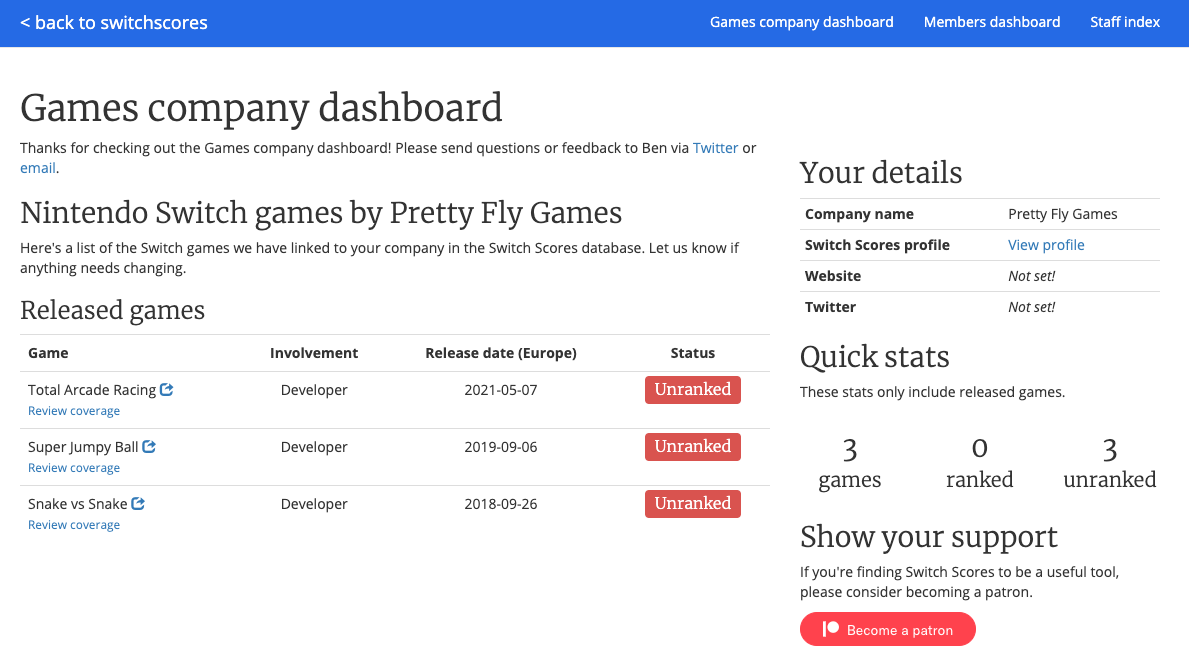 < back to switchscores
Games company dashboard
Members dashboard
Staff index
Games company dashboard
Thanks for checking out the Games company dashboard! Please send questions or feedback to Ben via Twitter or
email.
Nintendo Switch games by Pretty Fly Games
Here's a list of the Switch games we have linked to your company in the Switch Scores database. Let us know if
anything needs changing.
Released games
Game Involvement Release date (Europe) Status
Total Arcade Racing Developer 2021-05-07 Unranked
Review coverage
Super Jumpy Ball Developer 2019-09-06 Unranked
Review coverage
Snake vs Snake Developer 2018-09-26 Unranked
Review coverage
Your details
Company name Pretty Fly Games
Switch Scores profile View profile
Website Not set!
Twitter Not set!
Quick stats
These stats only include released games.
3 0 3
games ranked unranked
Show your support
If you're finding Switch Scores to be a useful tool,
please consider becoming a patron.
Become a patron